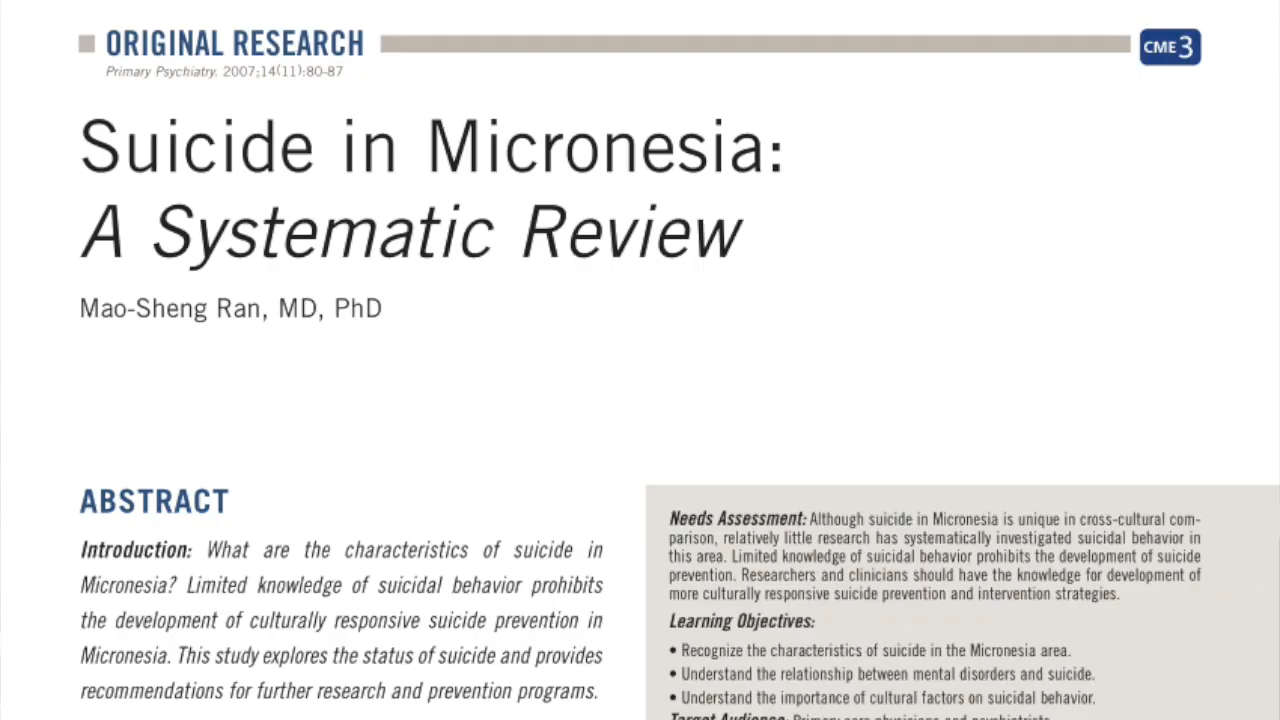 ORIGINAL RESEARCH
CME 3
Primary Psychiatry. 2007;14(11):80-87
Suicide in Micronesia:
A Systematic Review
Mao-Sheng Ran, MD, PhD
ABSTRACT
Introduction: What are the characteristics of suicide in
Micronesia? Limited knowledge of suicidal behavior prohibits
the development of culturally responsive suicide prevention in
Micronesia. This study explores the status of suicide and provides
recommendations for further research and prevention programs.
Needs Assessment: Although suicide in Micronesia is unique in cross-cultural com-
parison, relatively little research has systematically investigated suicidal behavior in
this area. Limited knowledge of suicidal behavior prohibits the development of suicide
prevention. Researchers and clinicians should have the knowledge for development of
more culturally responsive suicide prevention and intervention strategies.
Learning Objectives:
• Recognize the characteristics of suicide in the Micronesia area.
• Understand the relationship between mental disorders and suicide.
• Understand the importance of cultural factors on suicidal behavior.
Target Audience: Primary care physicians and psychiatrists.